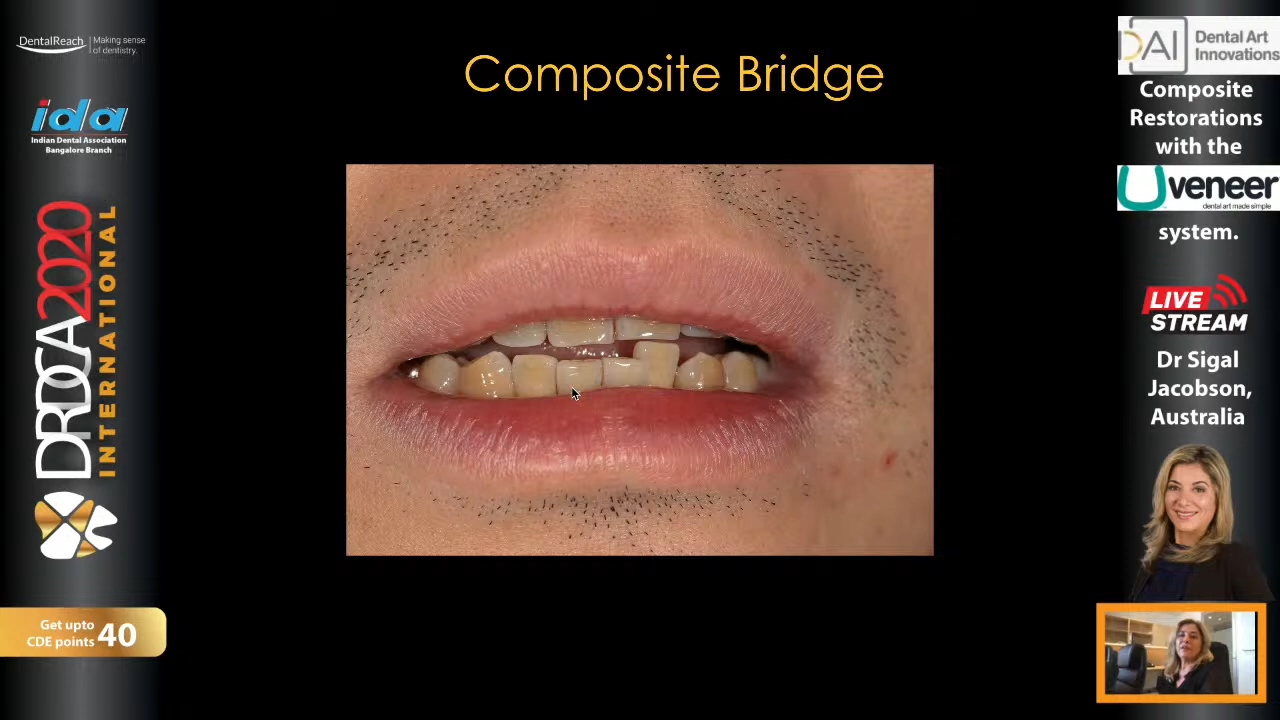 DentalReach
Making sense
of dentistry.
ida
Indian Dental Association
Bangalore Branch
DRDCA2020
INTERNATIONAL
Get upto
CDE points 40
Composite Bridge
DAI
Dental Art
Innovations
Composite
Restorations
with the
Uveneer
dental art made simple
system.
LIVE
STREAM
Dr Sigal
Jacobson,
Australia